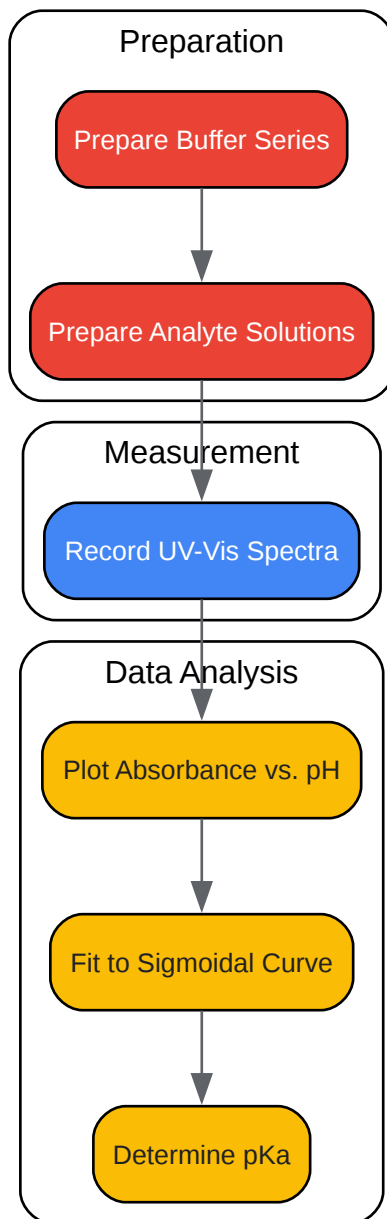 Preparation
Prepare Buffer Series
Prepare Analyte Solutions
Measurement
Record UV-Vis Spectra
Data Analysis
Plot Absorbance vs. pH
Fit to Sigmoidal Curve
Determine pKa